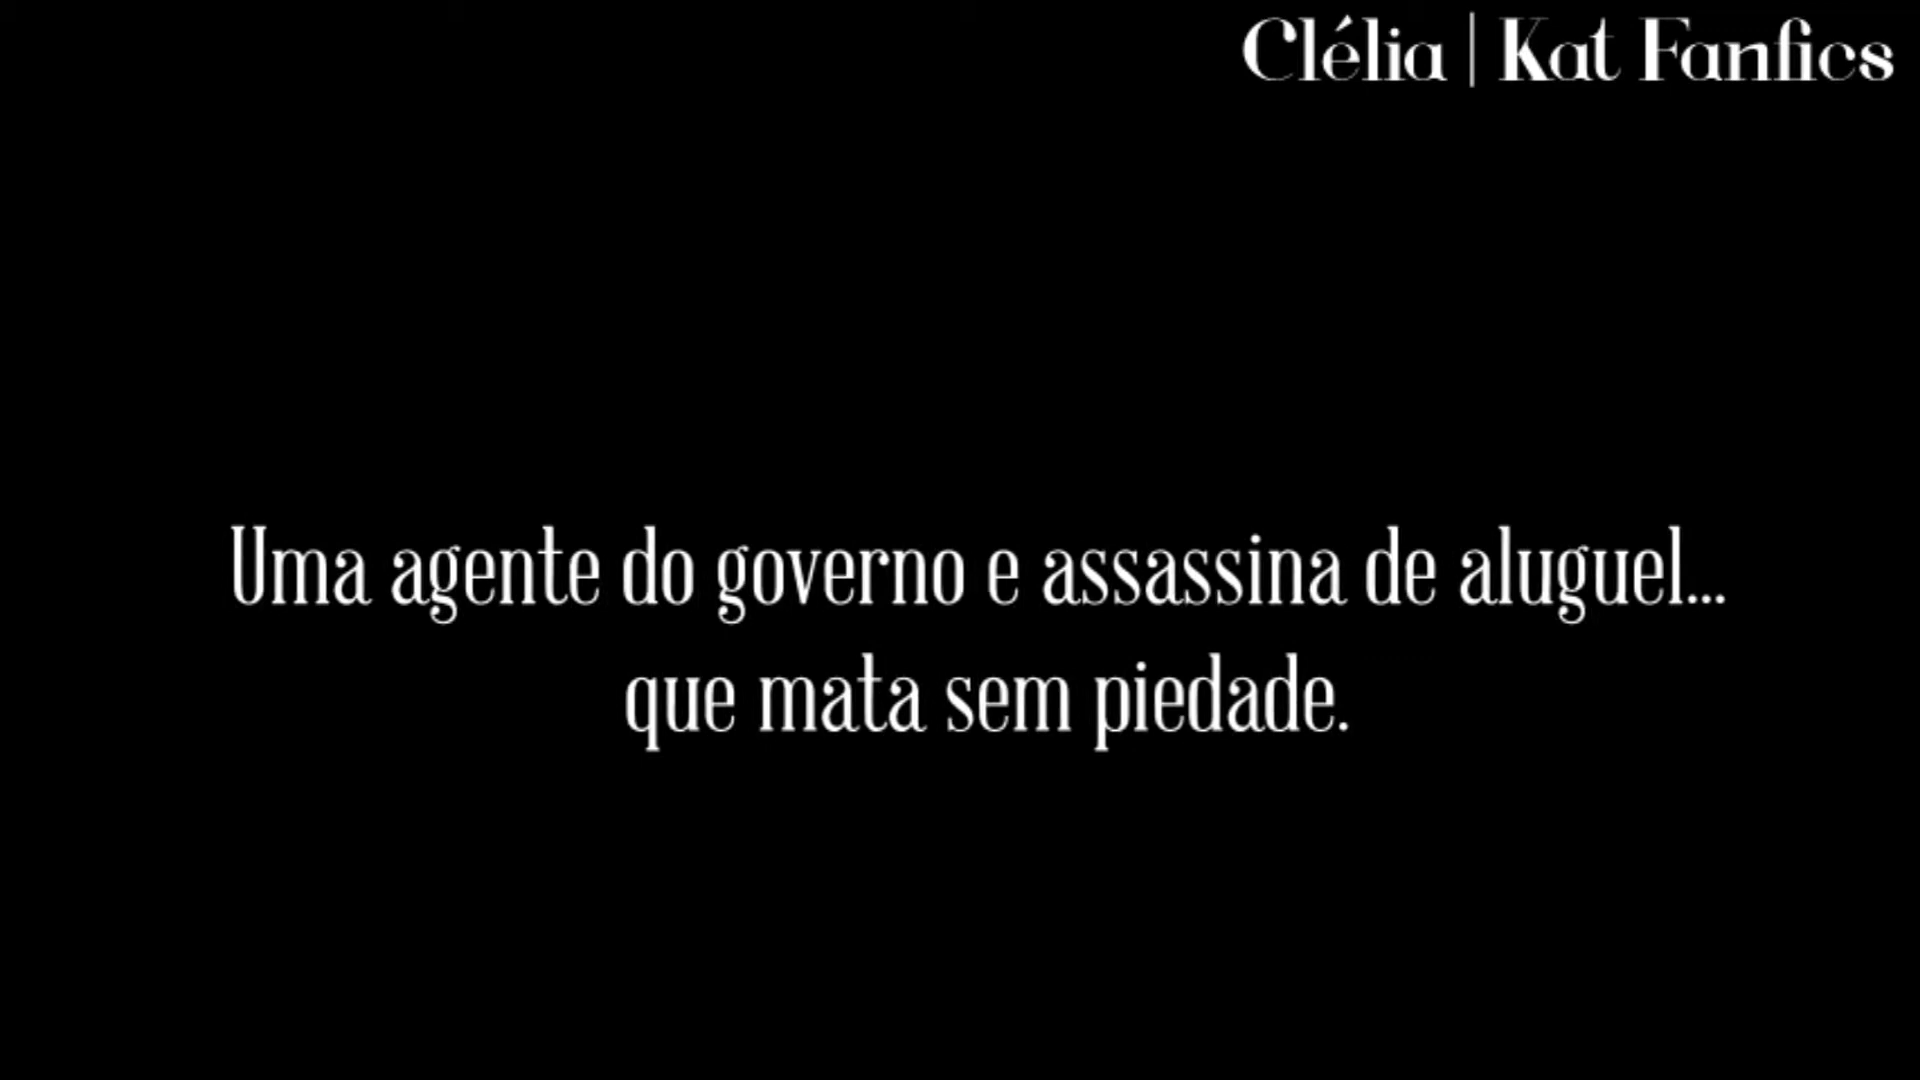 Clélia | Kat Fanfics
Uma agente do governo e assassina de aluguel...
que mata sem piedade.